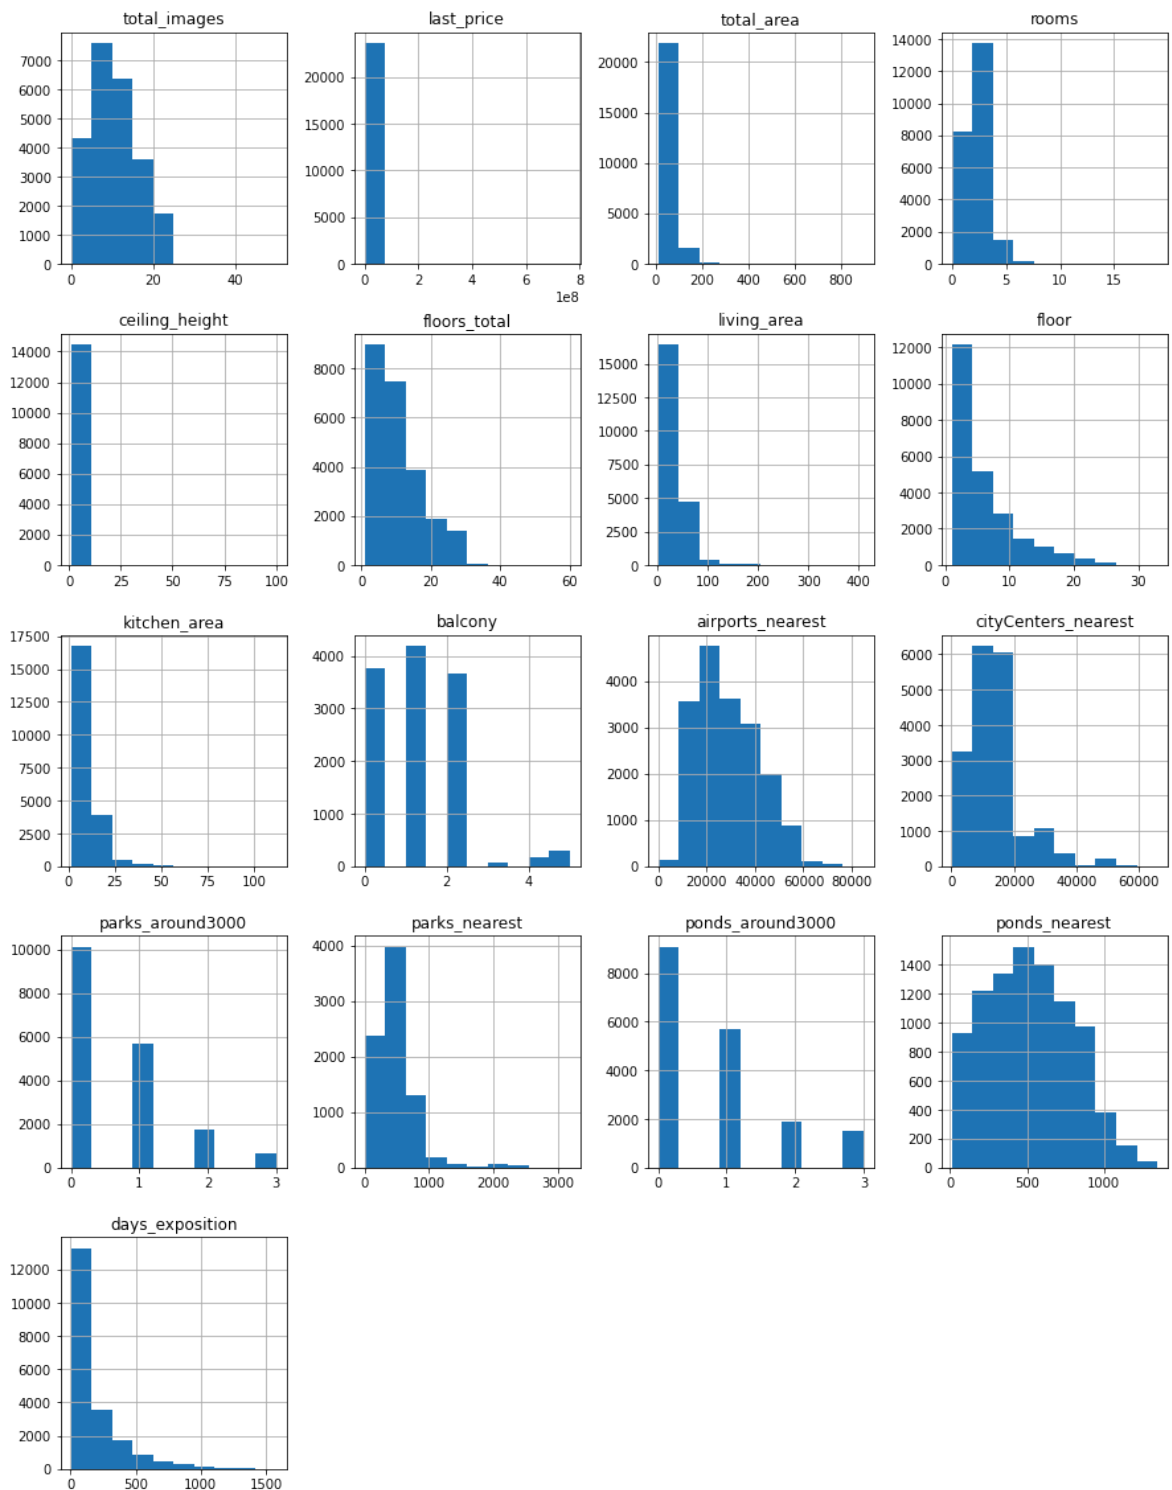 total_images last_price total_area rooms
7000 6000 5000 4000 3000 2000 1000 0
20000 15000 10000 5000 0
20000 15000 10000 5000 0
14000 12000 10000 8000 6000 4000 2000 0
0 20 40 0 2 4 6 8 0 200 400 600 800 0 5 10 15
1e8
ceiling_height floors_total living_area floor
14000 12000 10000 8000 6000 4000 2000 0
8000 6000 4000 2000 0
15000 12500 10000 7500 5000 2500 0
12000 10000 8000 6000 4000 2000 0
0 25 50 75 100 0 20 40 60 0 100 200 300 400 0 10 20 30
kitchen_area balcony airports_nearest cityCenters_nearest
17500 15000 12500 10000 7500 5000 2500 0
4000 3000 2000 1000 0
4000 3000 2000 1000 0
6000 5000 4000 3000 2000 1000 0
0 25 50 75 100 0 2 4 0 20000 40000 60000 80000 0 20000 40000 60000
parks_around3000 parks_nearest ponds_around3000 ponds_nearest
10000 8000 6000 4000 2000 0
4000 3000 2000 1000 0
8000 6000 4000 2000 0
1400 1200 1000 800 600 400 200 0
0 1 2 3 0 1000 2000 3000 0 1 2 3 0 500 1000
days_exposition
12000 10000 8000 6000 4000 2000 0
0 500 1000 1500